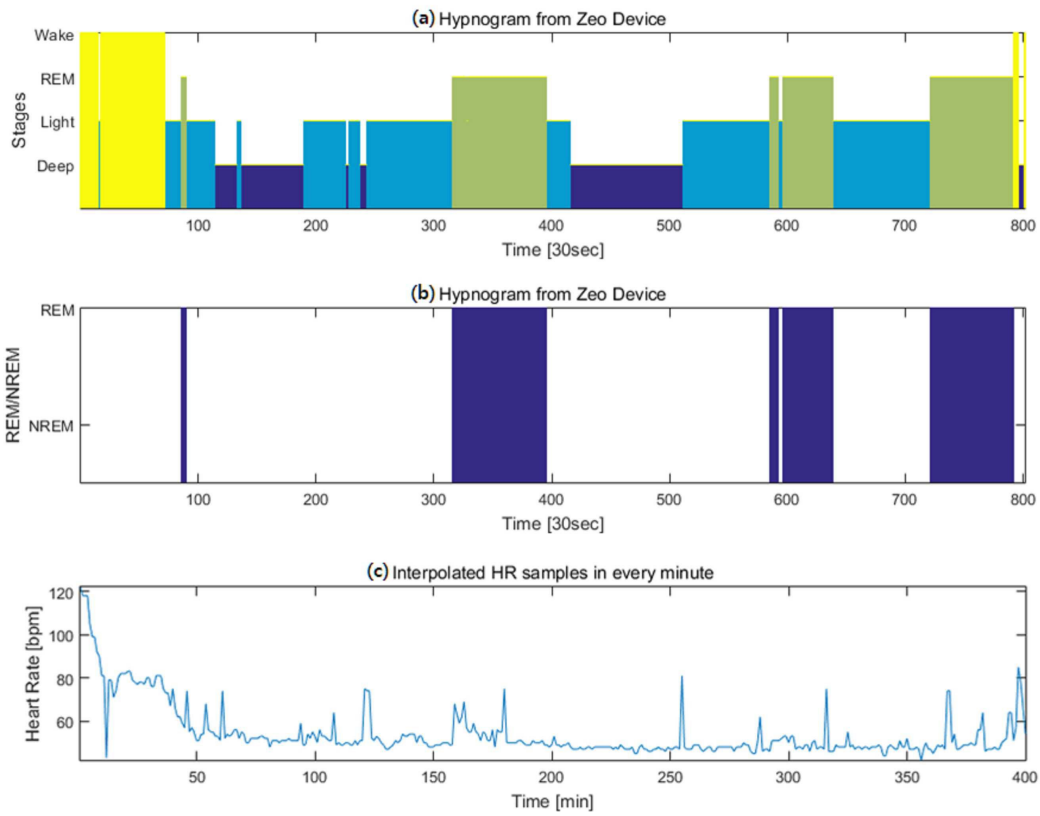 (a) Hypnogram from Zeo Device
Stages
Wake
REM
Light
Deep
100 200 300 400 500 600 700 800
Time [30sec]
(b) Hypnogram from Zeo Device
REM/NREM
REM
NREM
100 200 300 400 500 600 700 800
Time [30sec]
(c) Interpolated HR samples in every minute
Heart Rate [bpm]
120
100
80
60
50 100 150 200 250 300 350 400
Time [min]